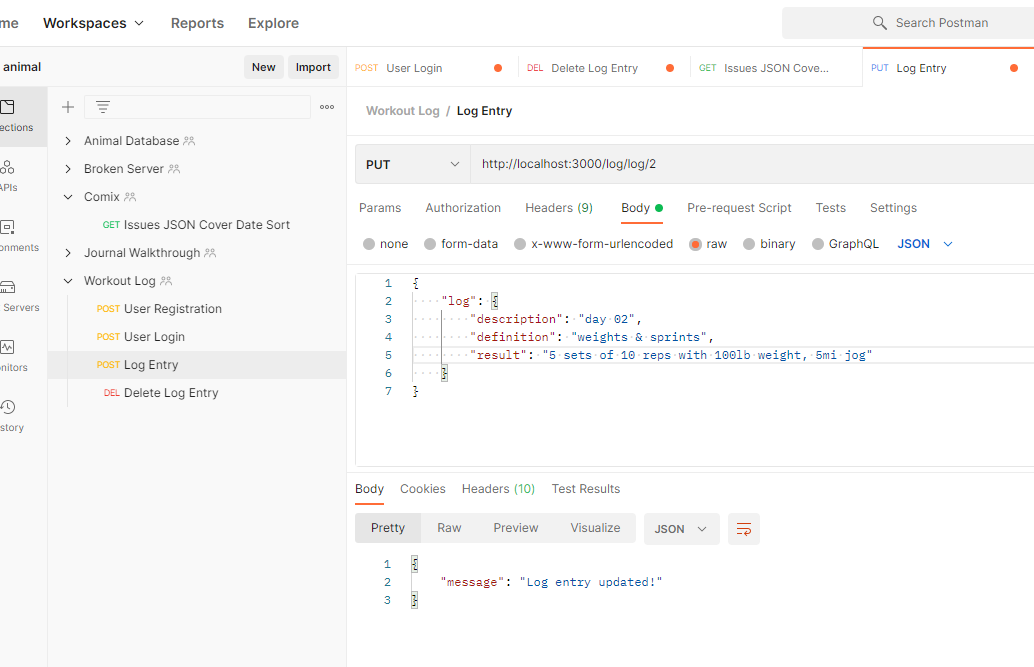 me Workspaces Reports Explore Search Postman
animal New Import
POST User Login DEL Delete Log Entry GET Issues JSON Cove... PUT Log Entry
ections
APIs
onments
Servers
nitors
story
Animal Database
Broken Server
Comix
GET Issues JSON Cover Date Sort
Journal Walkthrough
Workout Log
POST User Registration
POST User Login
POST Log Entry
DEL Delete Log Entry
Workout Log / Log Entry
PUT http://localhost:3000/log/log/2
Params Authorization Headers (9) Body Pre-request Script Tests Settings
none form-data x-www-form-urlencoded raw binary GraphQL JSON
1 {
2 "log": {
3 "description": "day 02",
4 "definition": "weights & sprints",
5 "result": "5 sets of 10 reps with 100lb weight, 5mi jog"
6 }
7 }
Body Cookies Headers (10) Test Results
Pretty Raw Preview Visualize JSON
1 {
2 "message": "Log entry updated!"
3 }